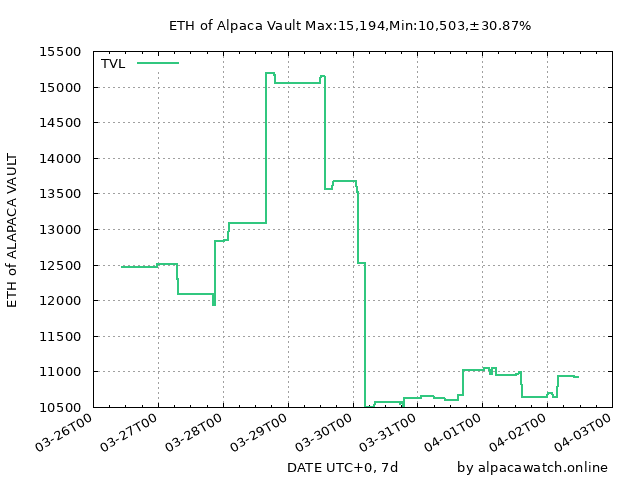 ETH of Alpaca Vault Max:15,194,Min:10,503,±30.87%
TVL
15500
15000
14500
14000
13500
13000
12500
12000
11500
11000
10500
ETH of ALAPACA VAULT
03-26T00
03-27T00
03-28T00
03-29T00
03-30T00
03-31T00
04-01T00
04-02T00
04-03T00
DATE UTC+0, 7d
by alpacawatch.online